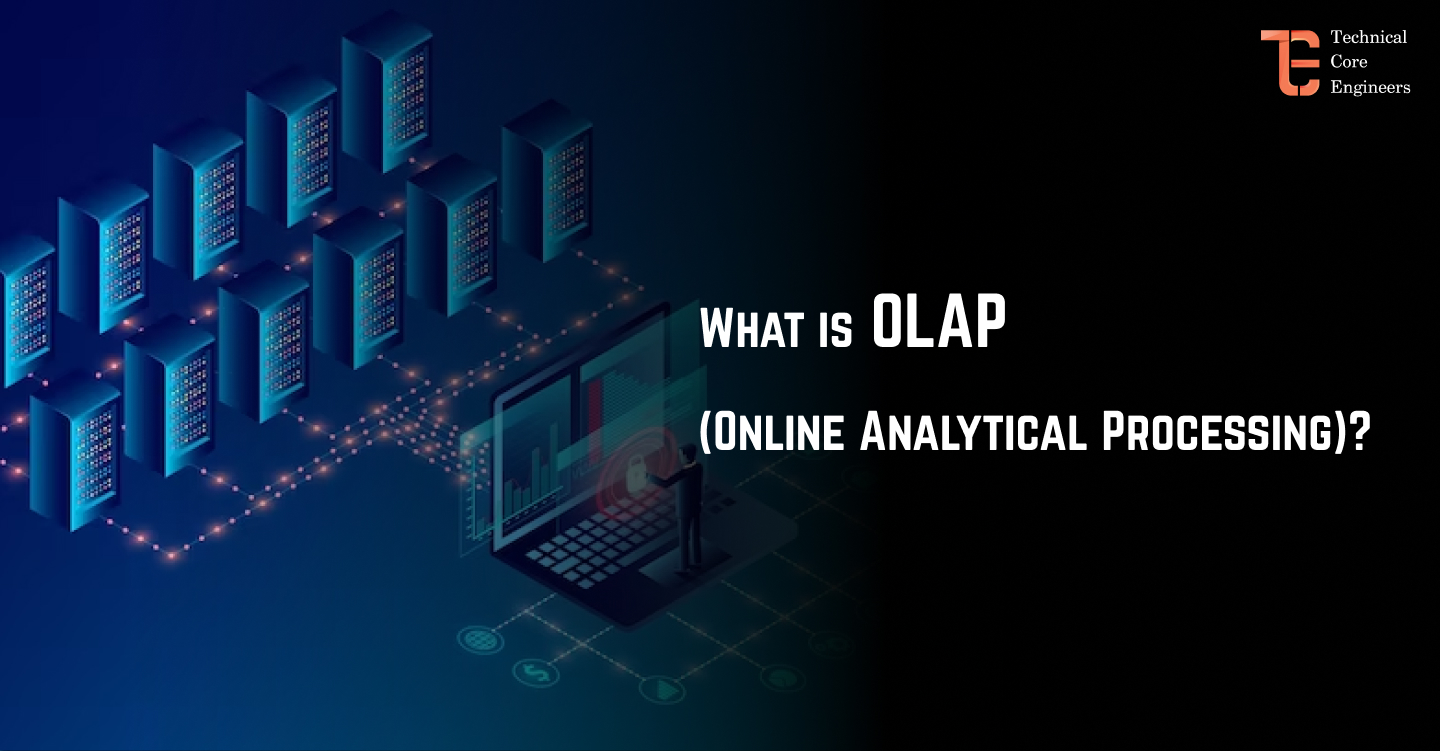 Technical
Core
Engineers
What is OLAP
(Online Analytical Processing)?